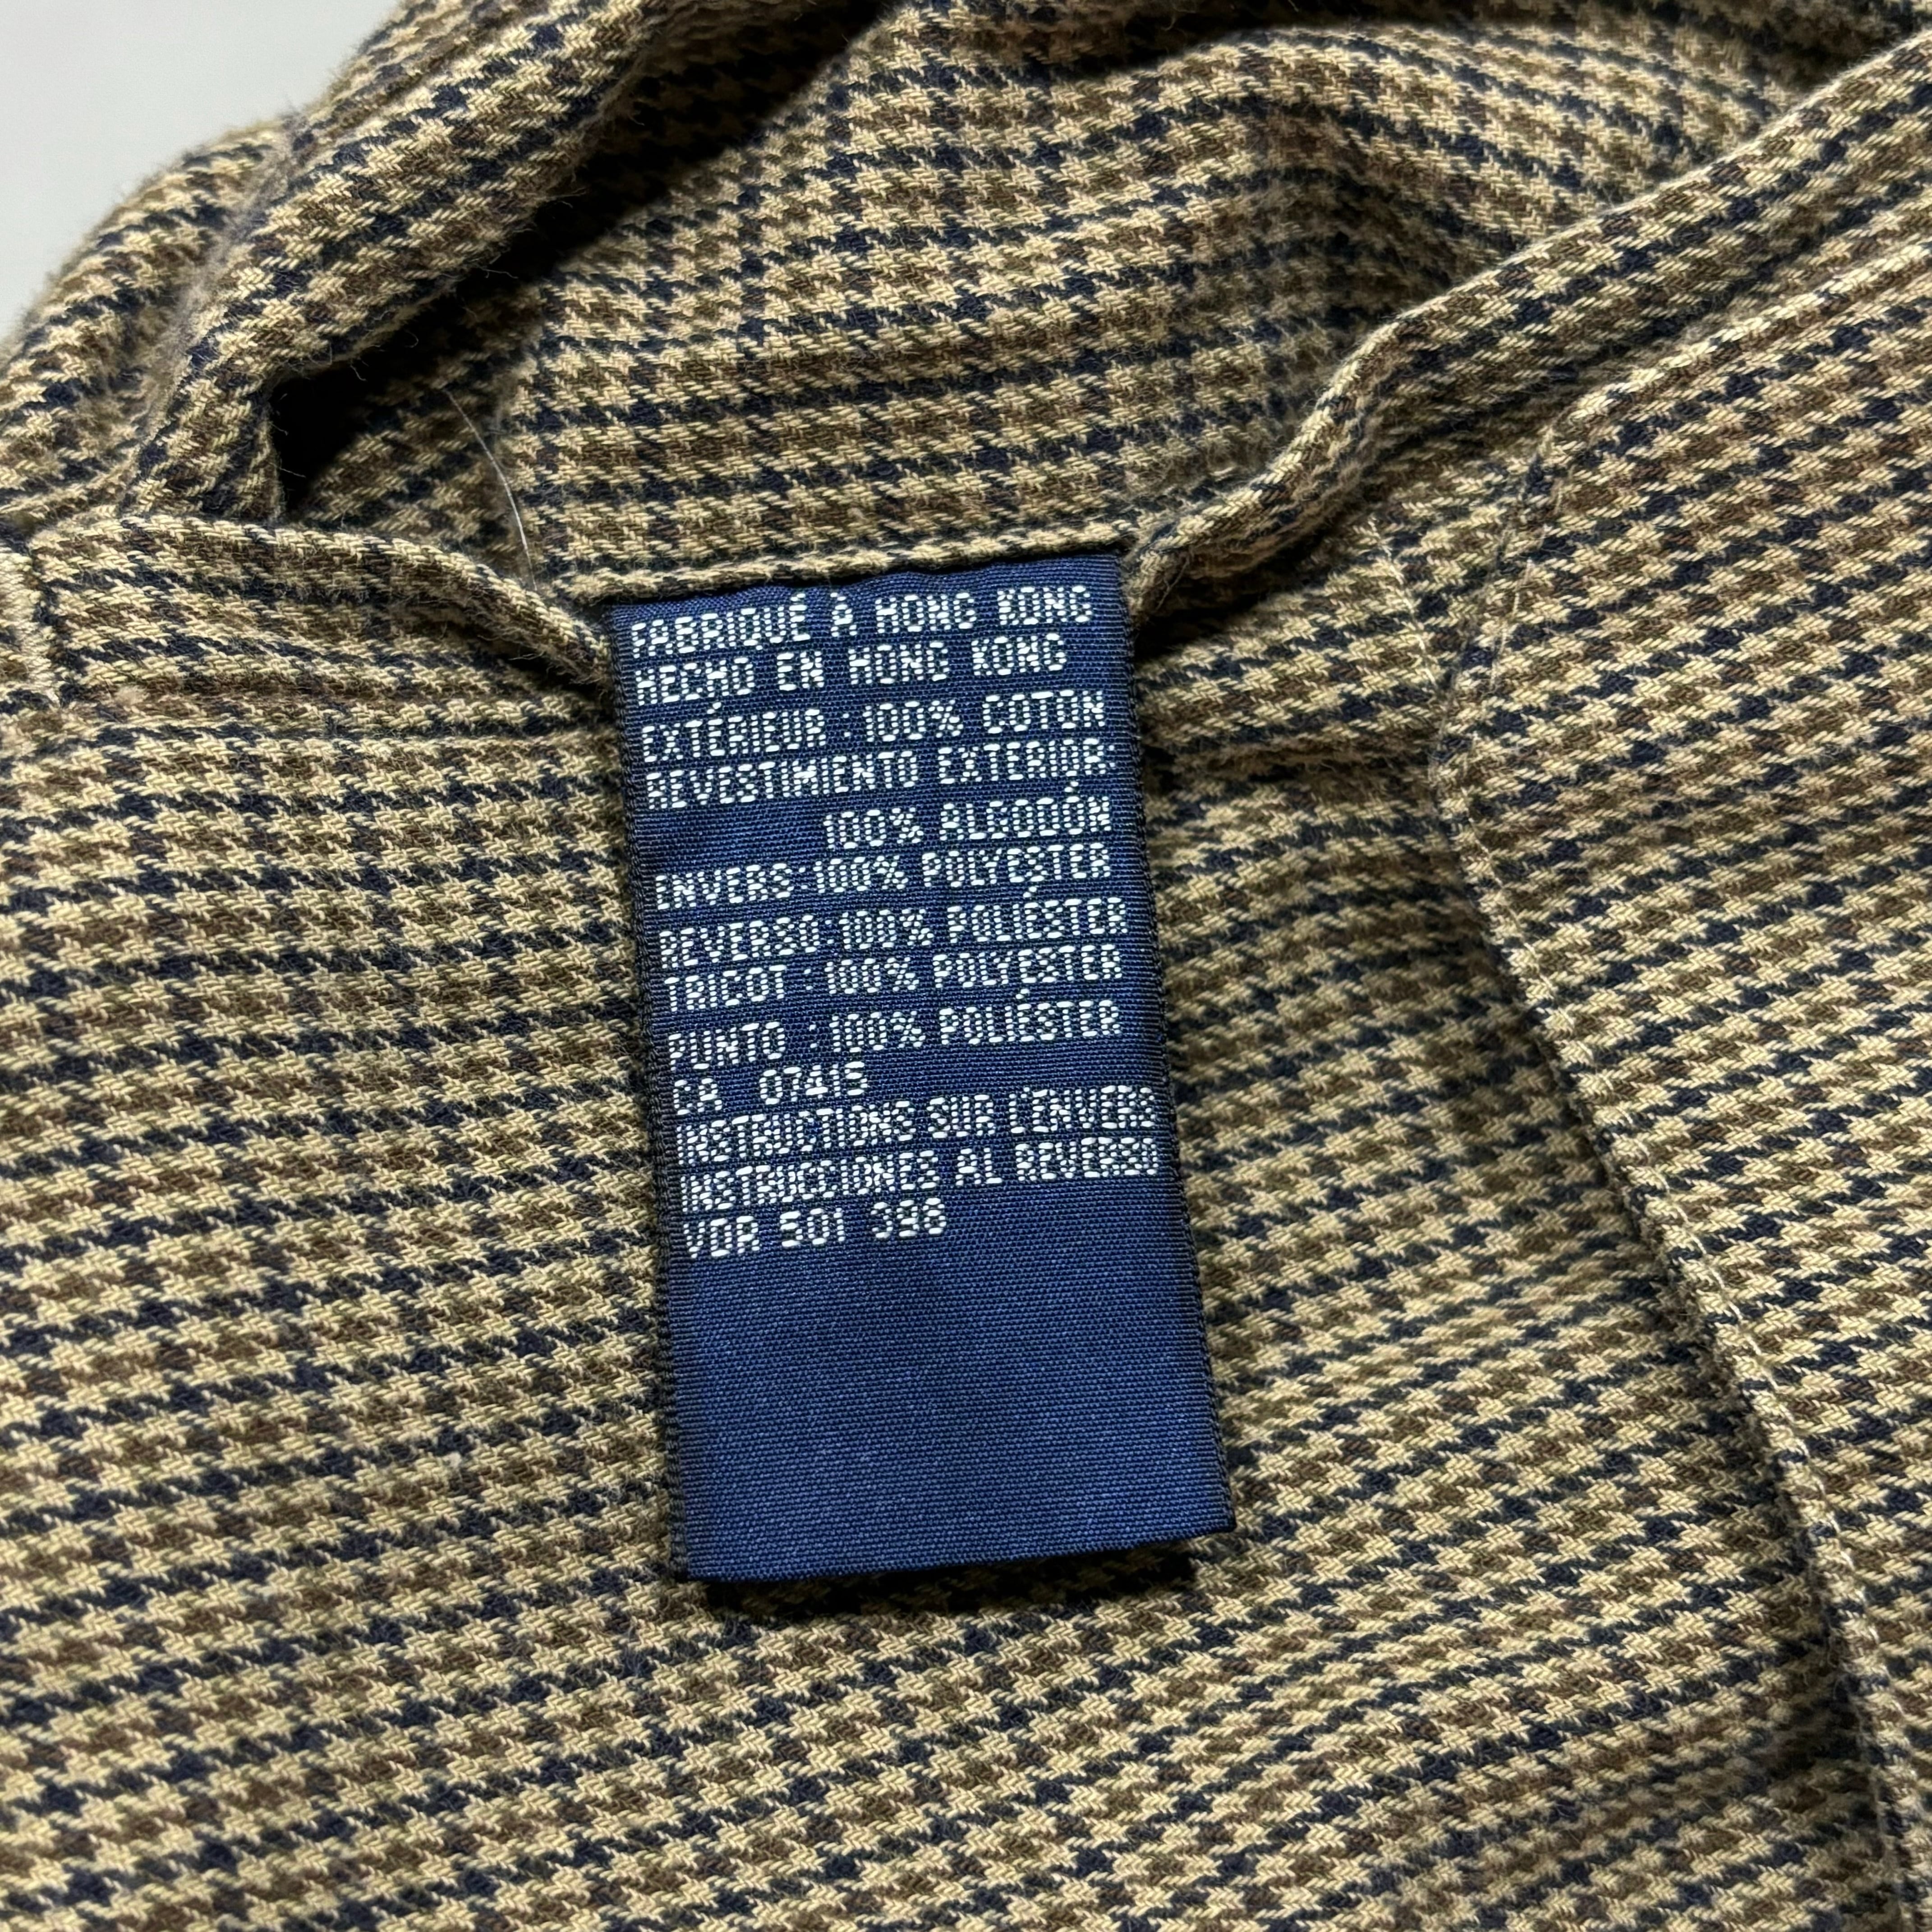 FABRIQUÉ À HONG KONG
HECHO EN HONG KONG
EXTÉRIEUR : 100% COTON
REVESTIMIENTO EXTERIOR:
100% ALGODÓN
ENVERS : 100% POLYESTER
REVERSO : 100% POLIÉSTER
TRICOT : 100% POLYESTER
PUNTO : 100% POLIÉSTER
CA 07415
INSTRUCTIONS SUR L'ENVERS
INSTRUCCIONES AL REVERSO
VDR 501 398